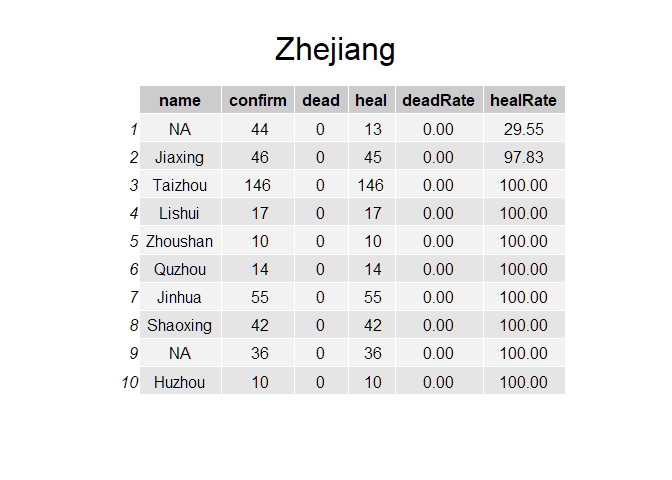 Zhejiang
name confirm dead heal deadRate healRate
1 NA 44 0 13 0.00 29.55
2 Jiaxing 46 0 45 0.00 97.83
3 Taizhou 146 0 146 0.00 100.00
4 Lishui 17 0 17 0.00 100.00
5 Zhoushan 10 0 10 0.00 100.00
6 Quzhou 14 0 14 0.00 100.00
7 Jinhua 55 0 55 0.00 100.00
8 Shaoxing 42 0 42 0.00 100.00
9 NA 36 0 36 0.00 100.00
10 Huzhou 10 0 10 0.00 100.00